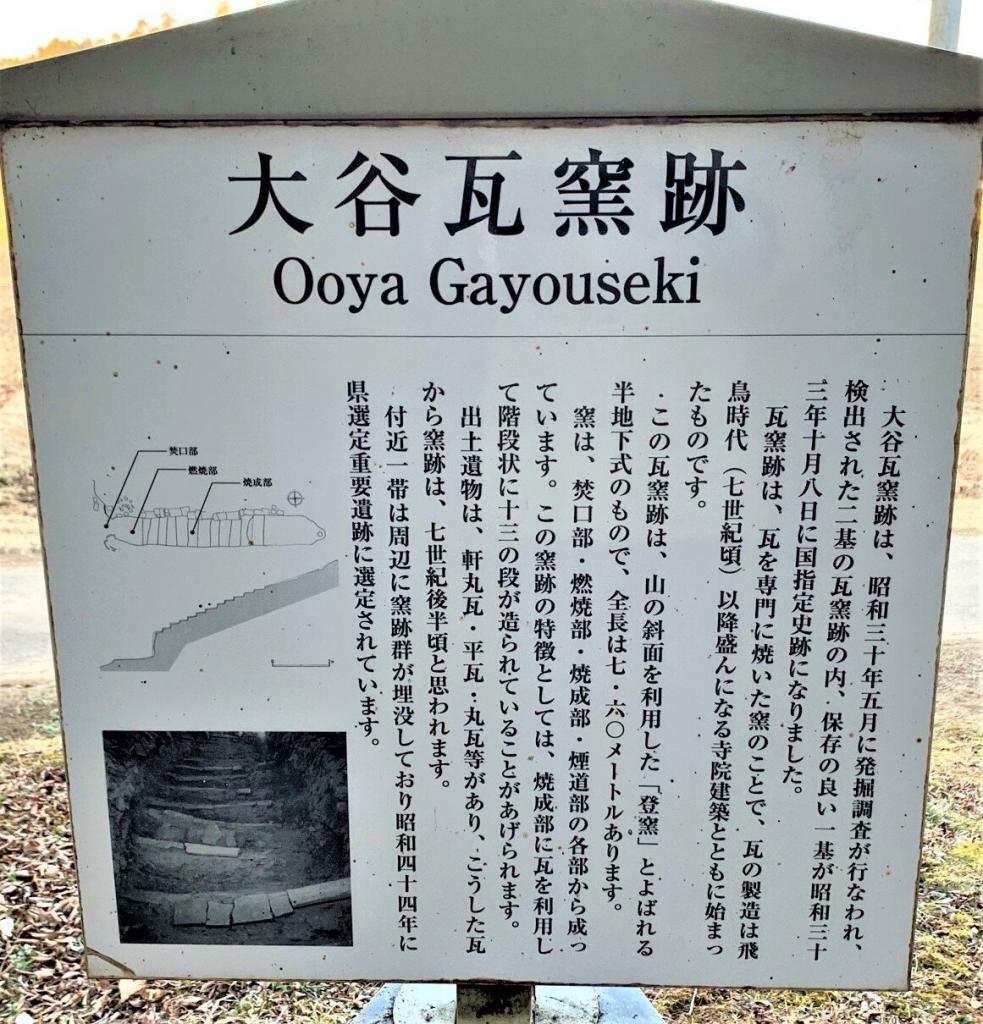 大谷瓦窯跡
Ooya Gayouseki
大谷瓦窯跡は、昭和三十年五月に発掘調査が行なわれ、
検出された二基の瓦窯跡の内、保存の良い一基が昭和三十
三年十月八日に国指定史跡になりました。
瓦窯跡は、瓦を専門に焼いた窯のことで、瓦の製造は飛
鳥時代（七世紀頃）以降盛んになる寺院建築とともに始まっ
たものです。
この瓦窯跡は、山の斜面を利用した「登窯」とよばれる
半地下式のもので、全長は七・六〇メートルあります。
窯は、焚口部・燃焼部・焼成部・煙道部の各部から成っ
ています。この窯跡の特徴としては、焼成部に瓦を利用し
て階段状に十三の段が造られていることがあげられます。
出土遺物は、軒丸瓦・平瓦・丸瓦等があり、こうした瓦
から窯跡は、七世紀後半頃と思われます。
付近一帯は周辺に窯跡群が埋没しており昭和四十四年に
県選定重要遺跡に選定されています。
焚口部
燃焼部
焼成部